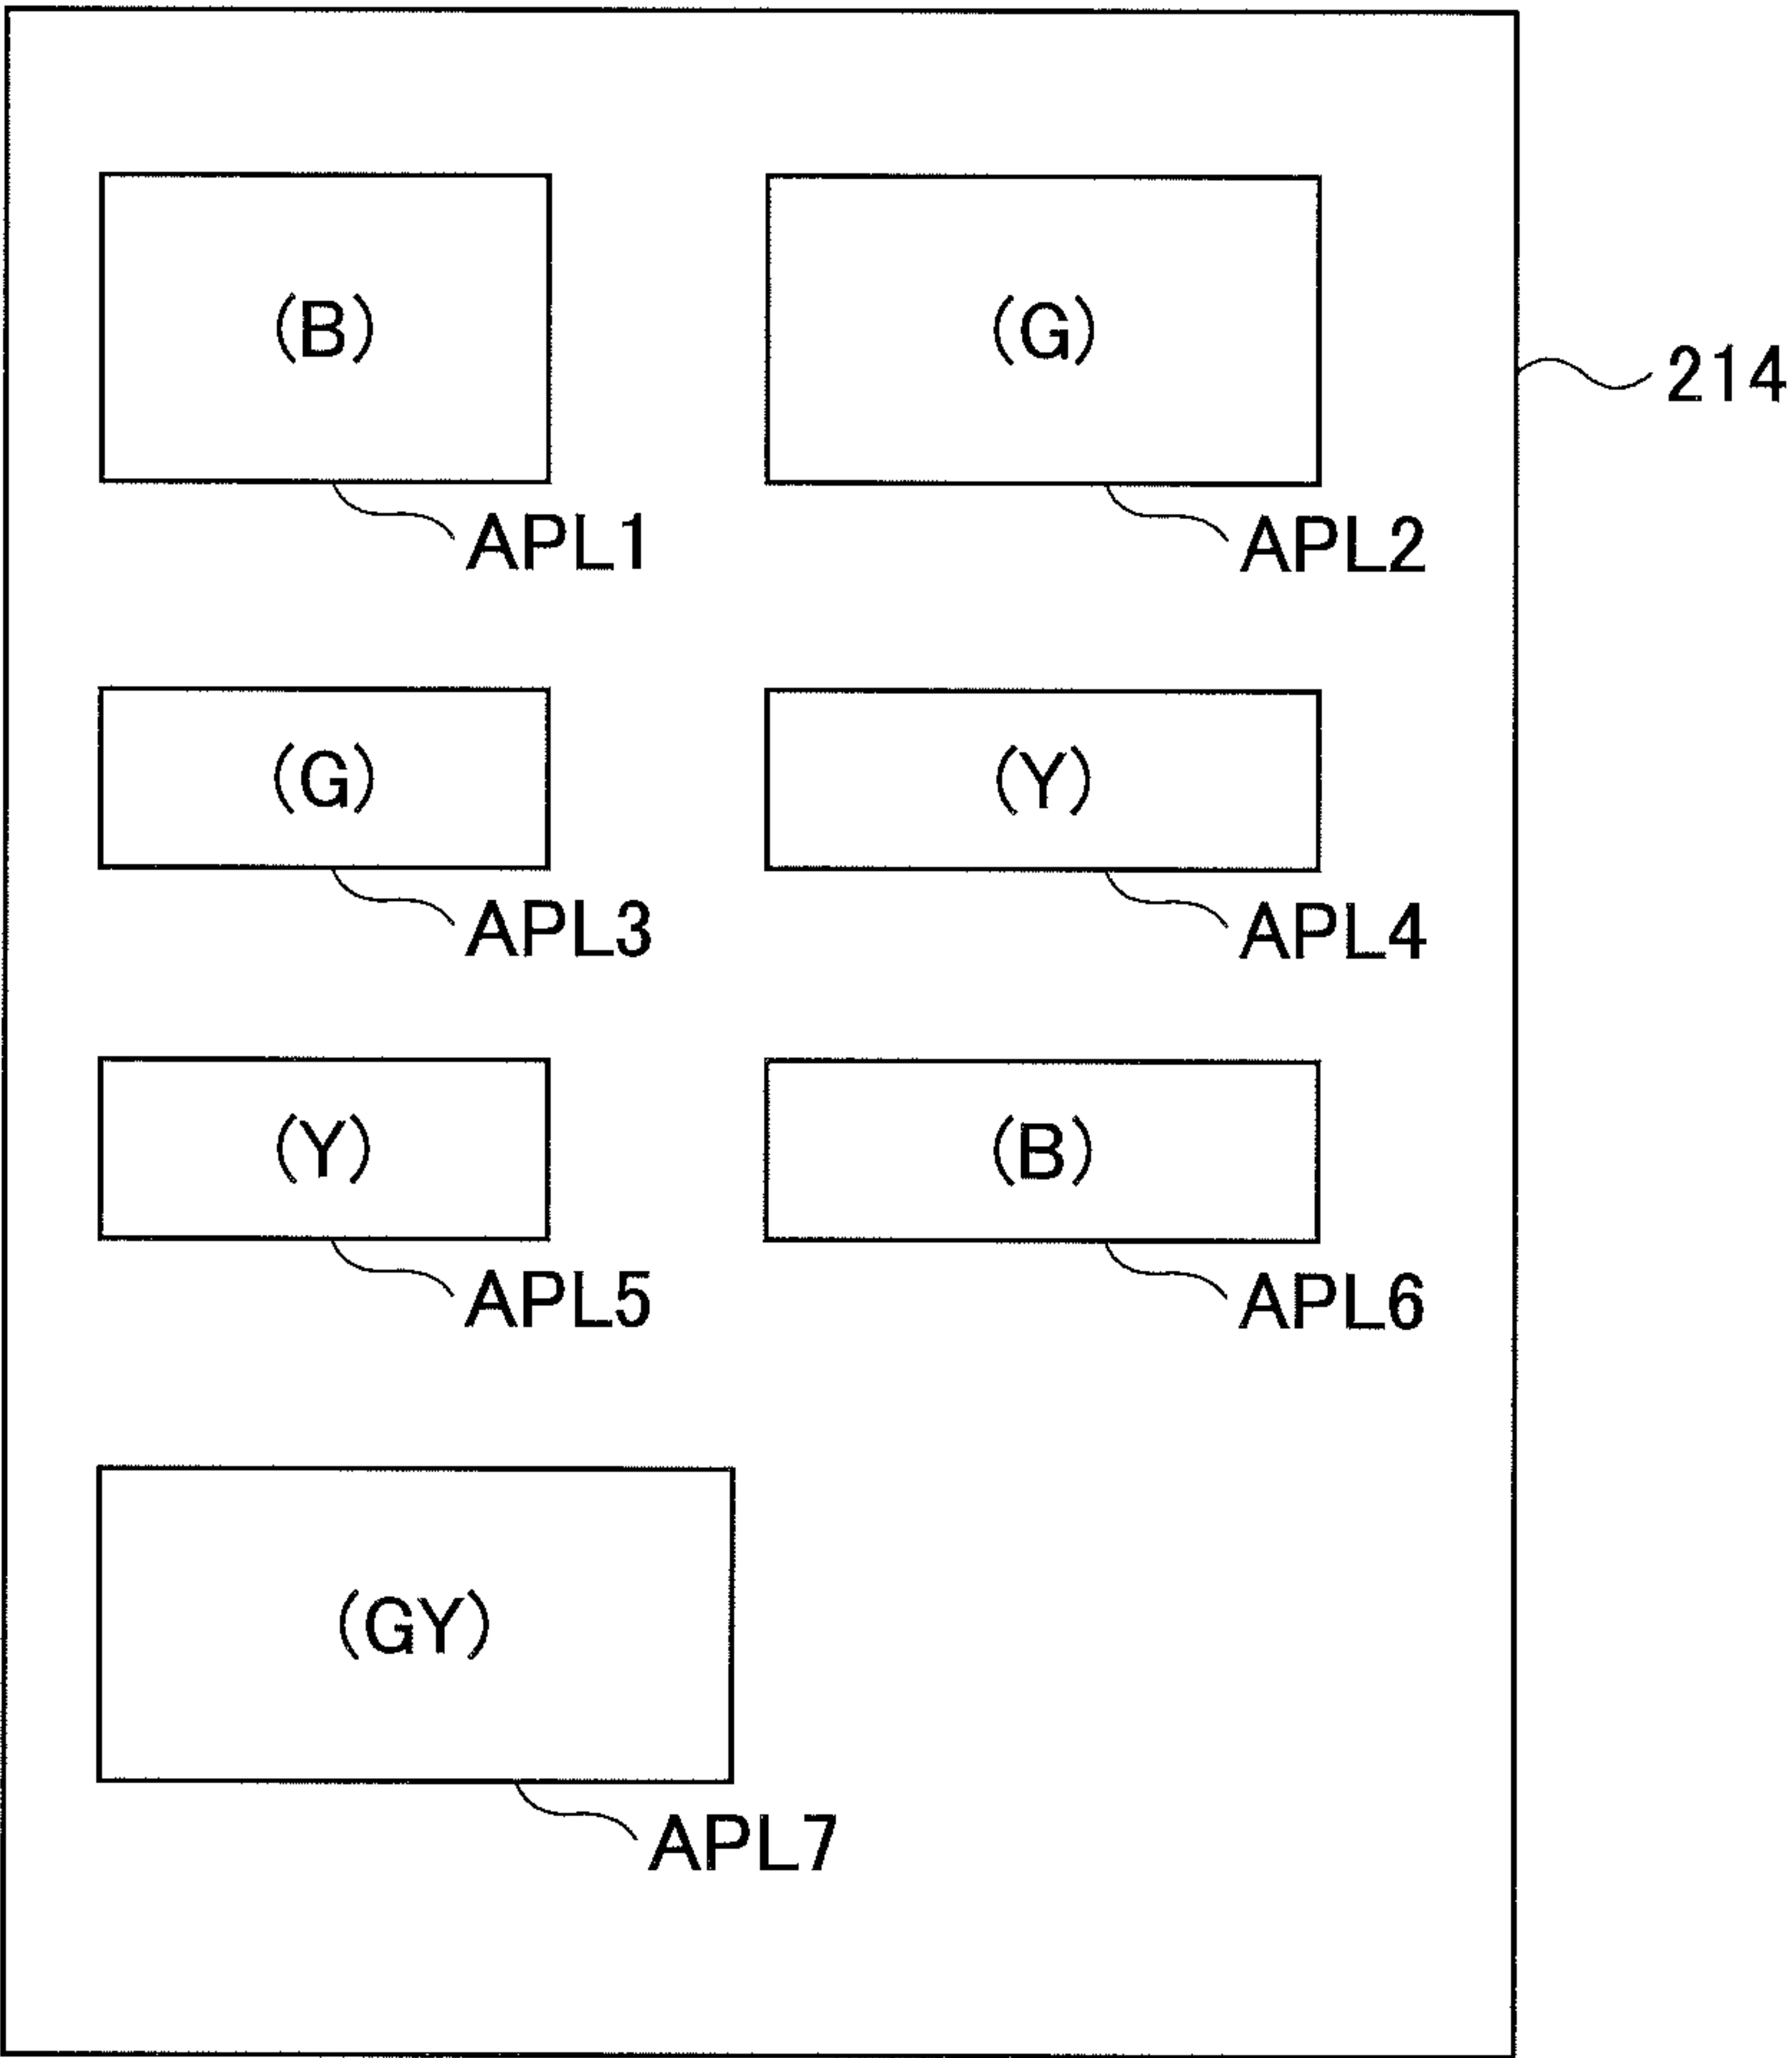 (B)
(G)
214
APL1
APL2
(G)
(Y)
APL3
APL4
(Y)
(B)
APL5
APL6
(GY)
APL7